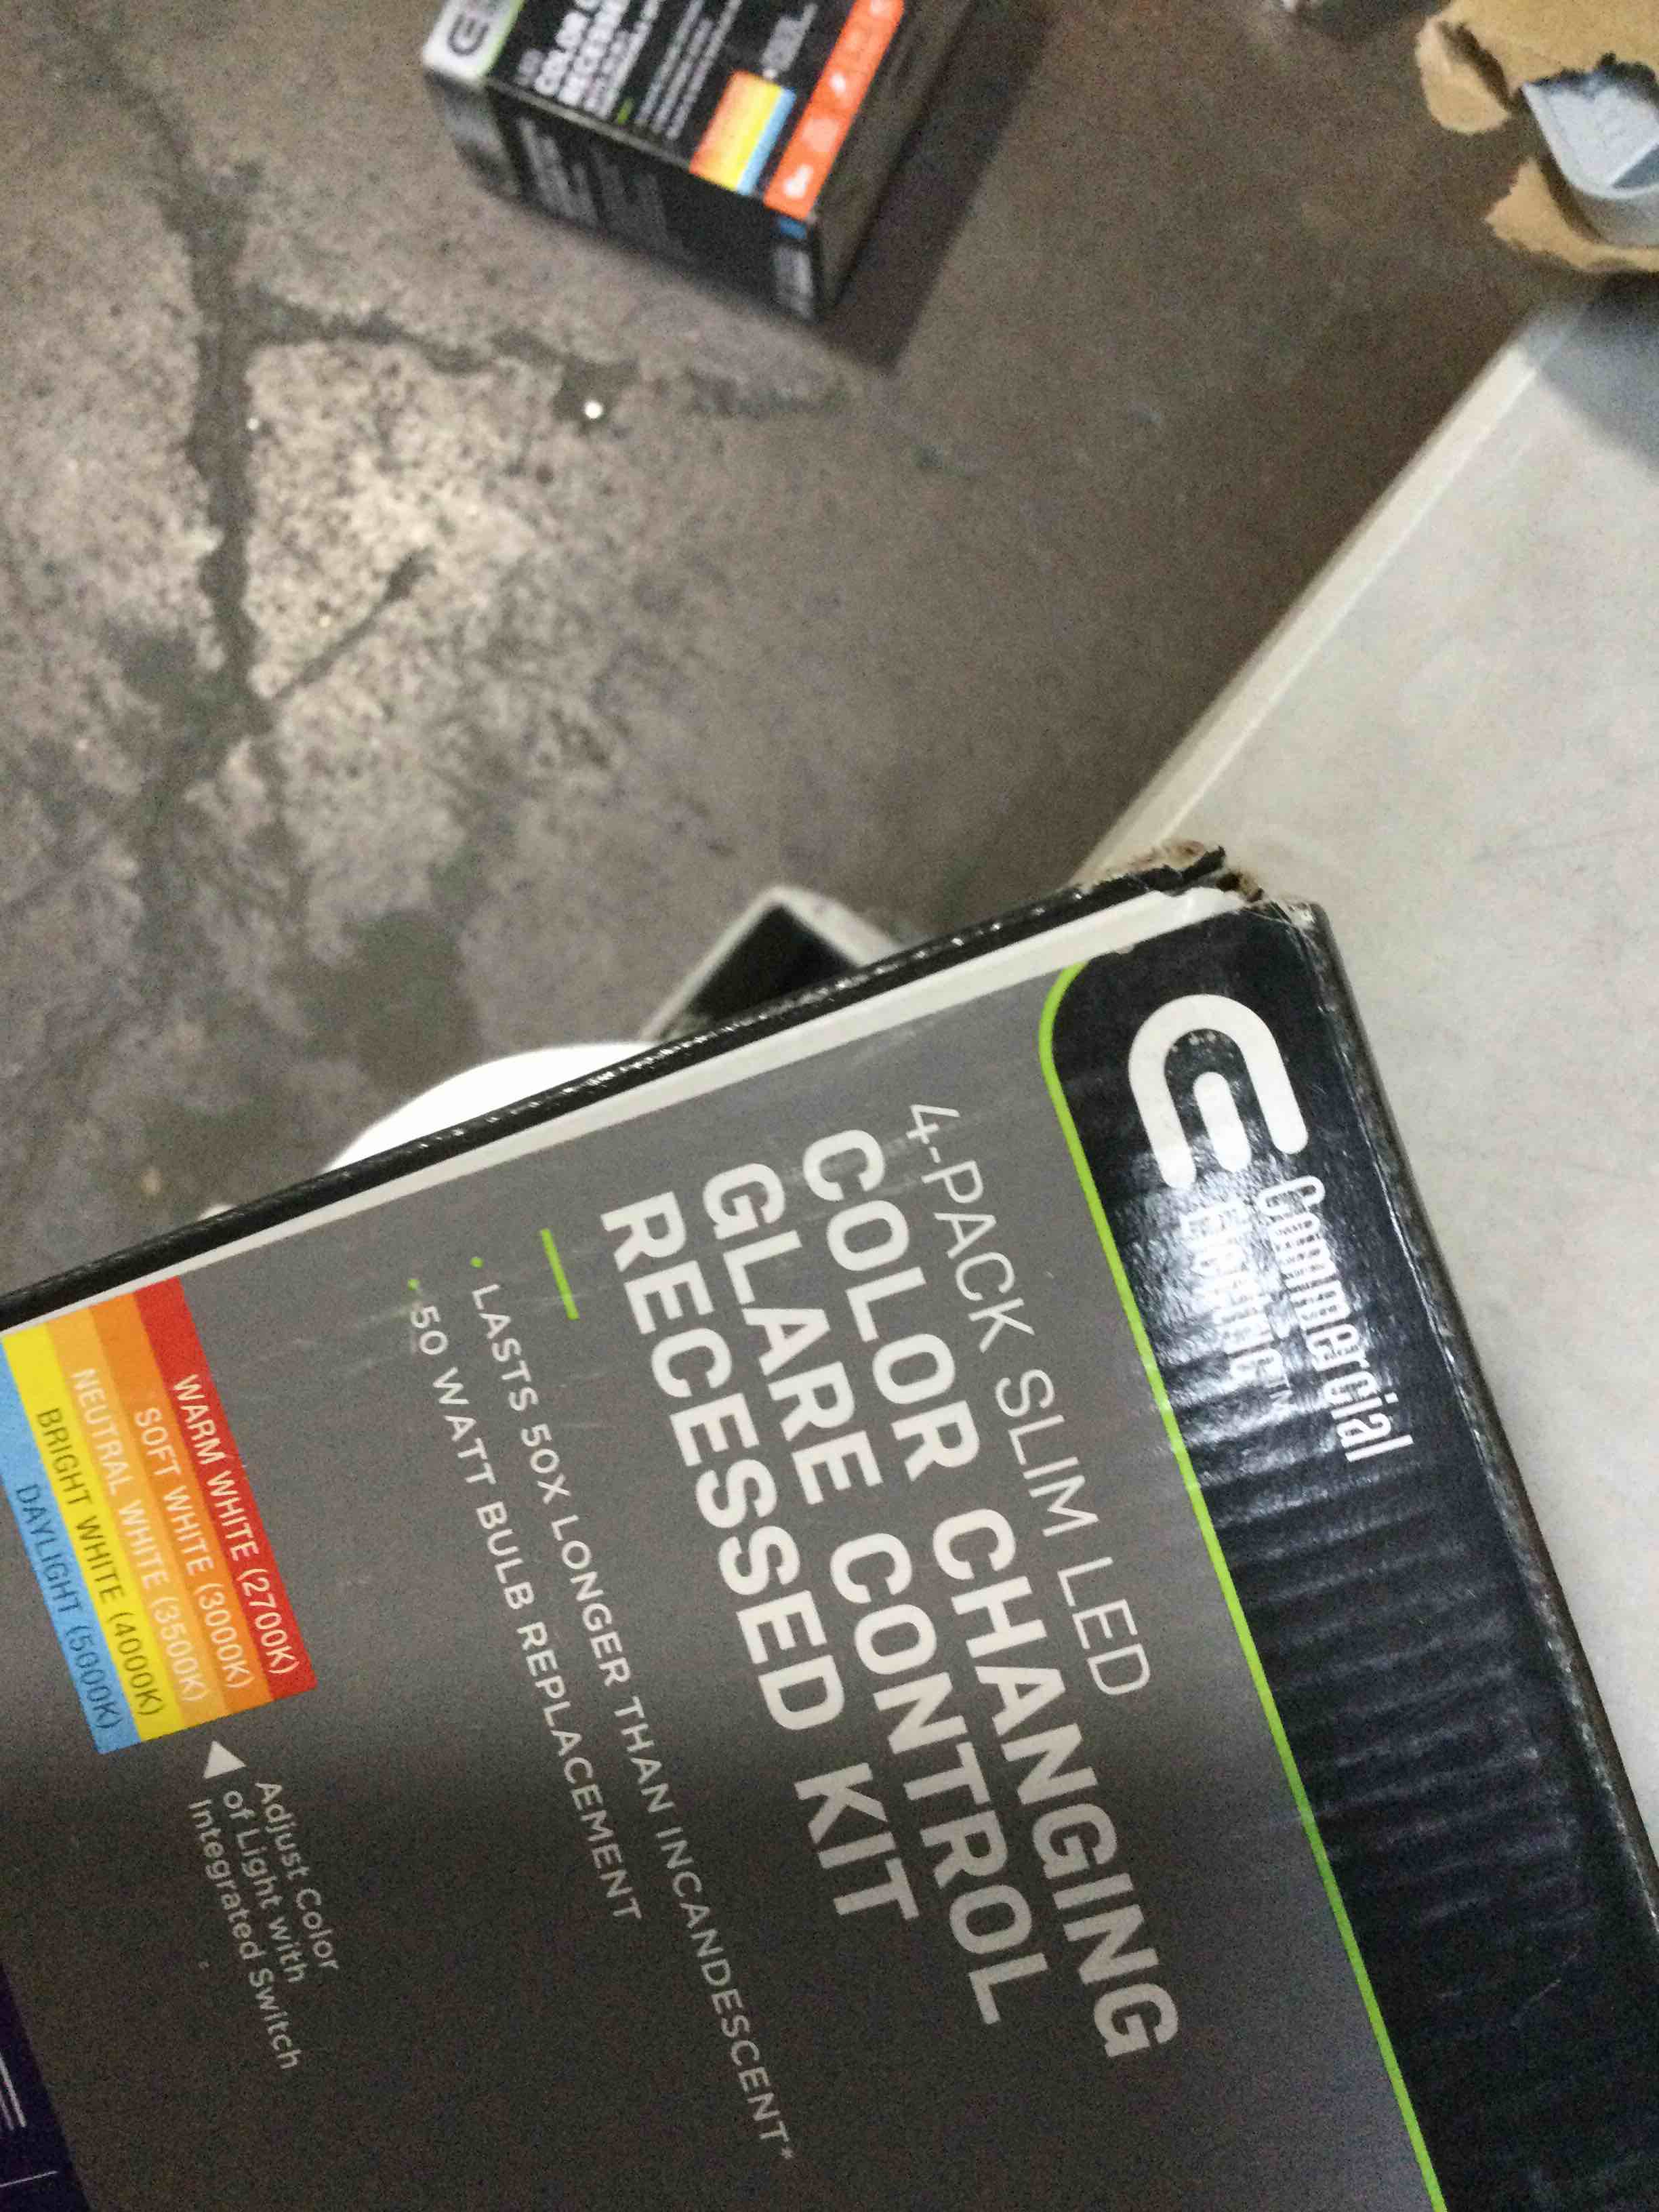 Commercial
Electric™
4-PACK SLIM LED
COLOR CHANGING
GLARE CONTROL
RECESSED KIT
• LASTS 50X LONGER THAN INCANDESCENT*
• 50 WATT BULB REPLACEMENT
WARM WHITE (2700K)
SOFT WHITE (3000K)
NEUTRAL WHITE (3500K)
BRIGHT WHITE (4000K)
DAYLIGHT (5000K)
Adjust Color
of Light with
Integrated Switch
COLOR